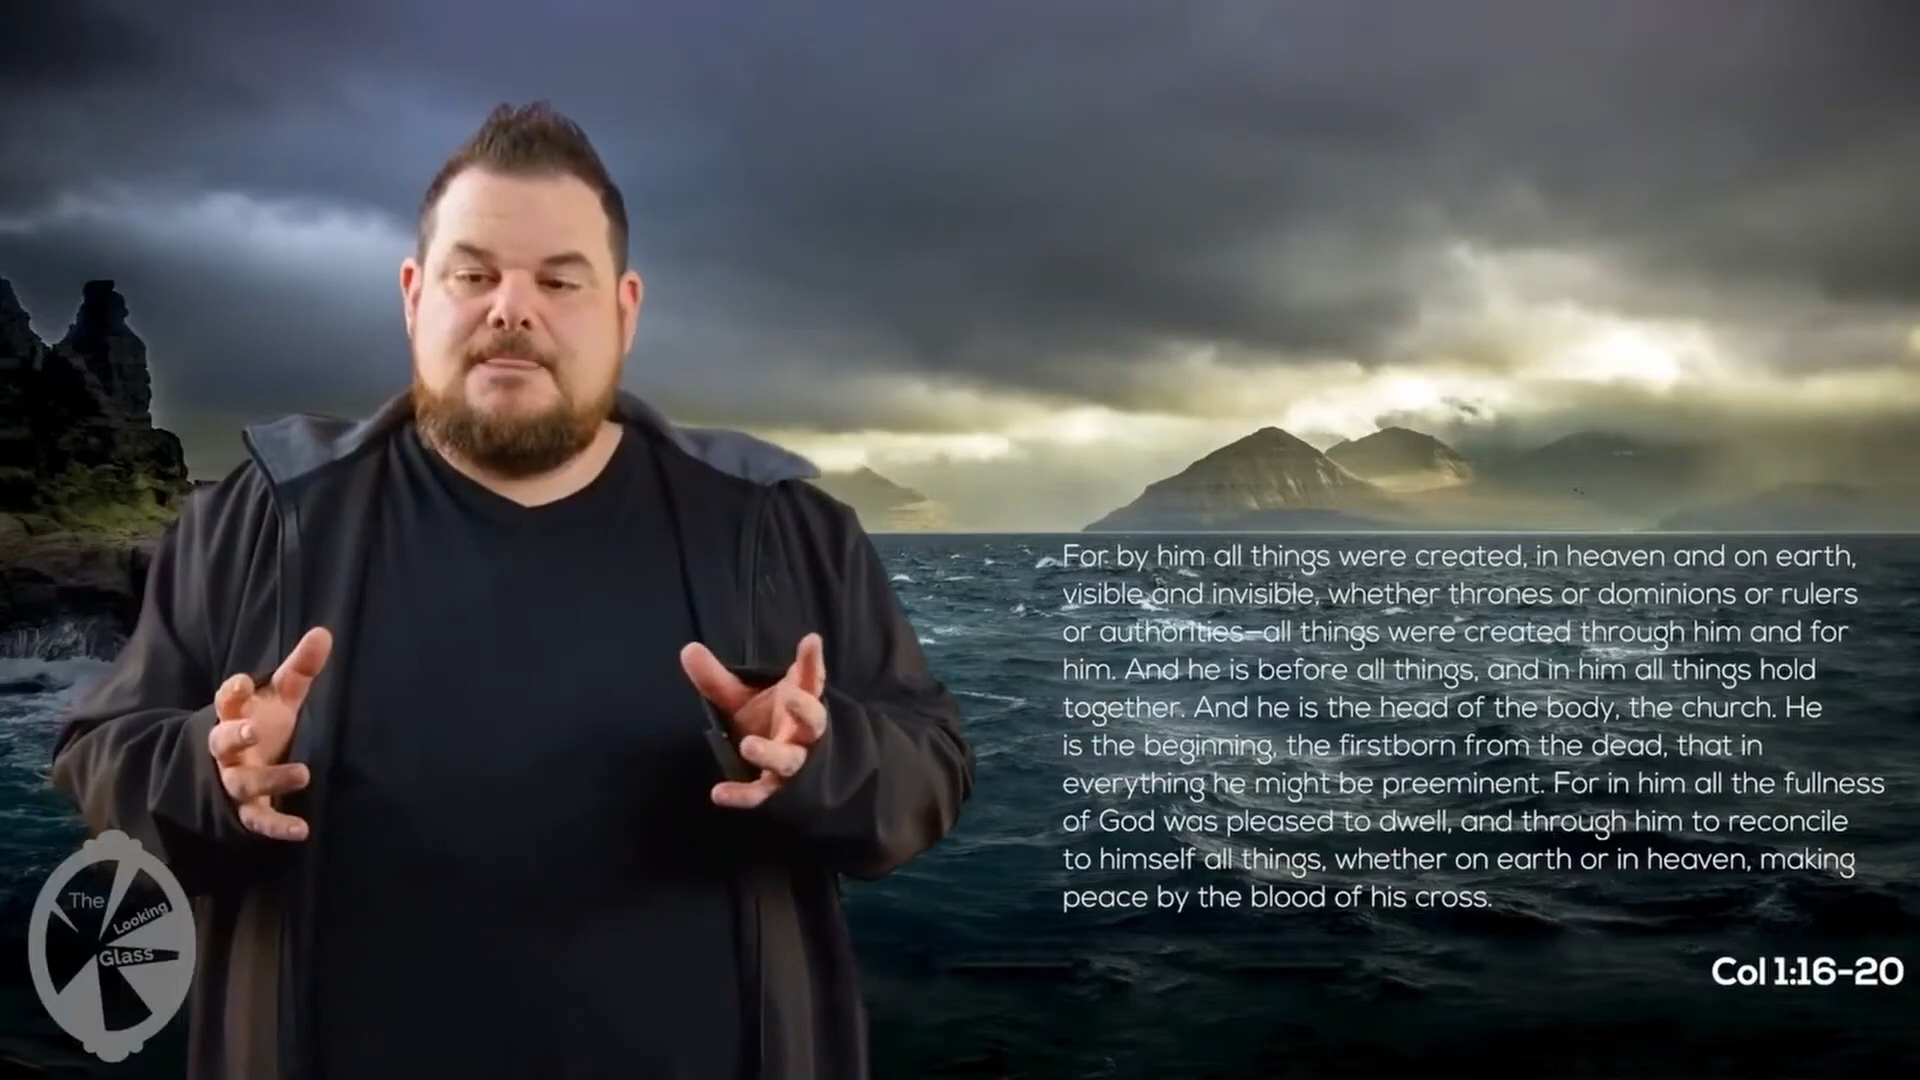 For by him all things were created, in heaven and on earth,
visible and invisible, whether thrones or dominions or rulers
or authorities—all things were created through him and for
him. And he is before all things, and in him all things hold
together. And he is the head of the body, the church. He
is the beginning, the firstborn from the dead, that in
everything he might be preeminent. For in him all the fullness
of God was pleased to dwell, and through him to reconcile
to himself all things, whether on earth or in heaven, making
peace by the blood of his cross.
Col 1:16-20
The
Looking
Glass